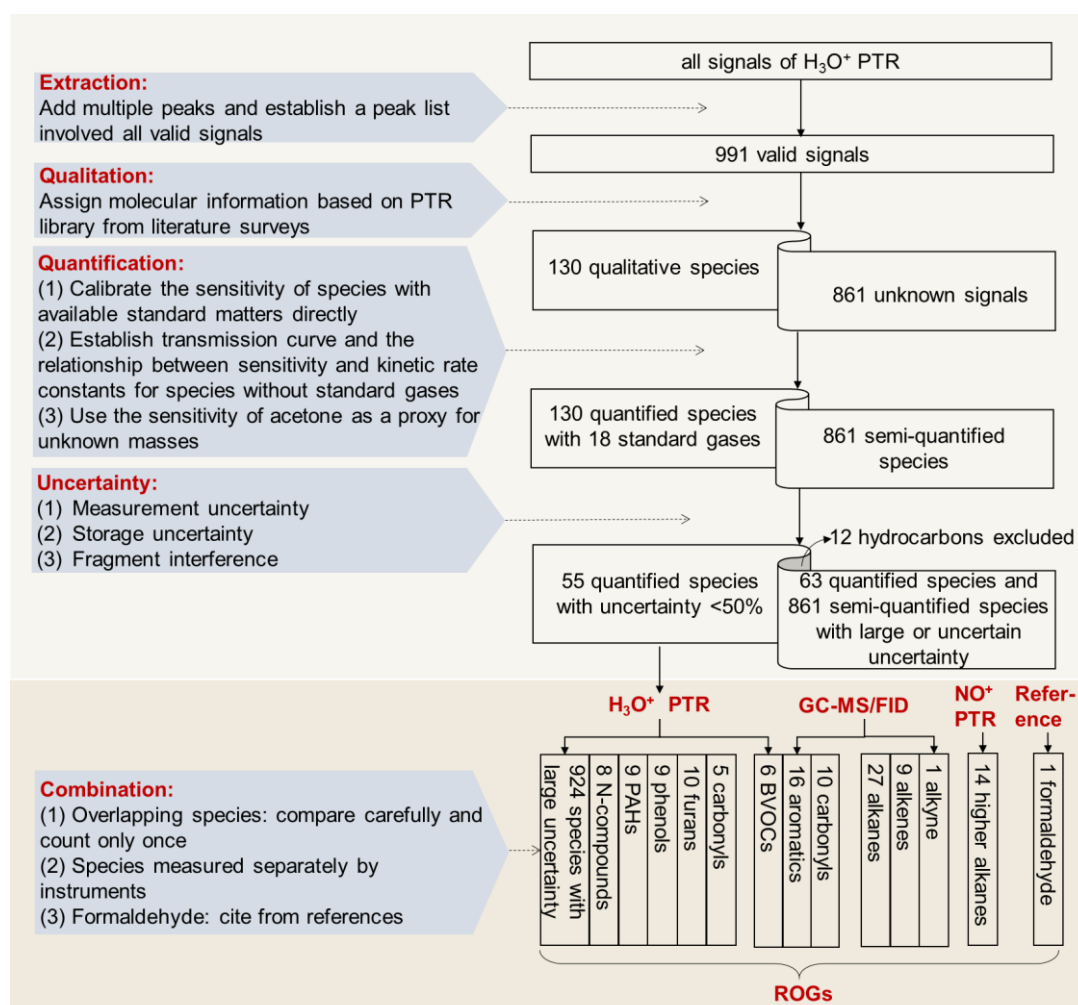 all signals of H₃O⁺ PTR
Extraction:
Add multiple peaks and establish a peak list
involved all valid signals
991 valid signals
Qualitation:
Assign molecular information based on PTR
library from literature surveys
130 qualitative species
861 unknown signals
Quantification:
(1) Calibrate the sensitivity of species with
available standard matters directly
(2) Establish transmission curve and the
relationship between sensitivity and kinetic rate
constants for species without standard gases
(3) Use the sensitivity of acetone as a proxy for
unknown masses
130 quantified species
with 18 standard gases
861 semi-quantified
species
Uncertainty:
(1) Measurement uncertainty
(2) Storage uncertainty
(3) Fragment interference
12 hydrocarbons excluded
55 quantified species
with uncertainty <50%
63 quantified species and
861 semi-quantified species
with large or uncertain
uncertainty
H₃O⁺ PTR
GC-MS/FID
NO⁺
PTR
Refer-
ence
Combination:
(1) Overlapping species: compare carefully and
count only once
(2) Species measured separately by
instruments
(3) Formaldehyde: cite from references
924 species with
large uncertainty
8 N-compounds
9 PAHs
9 phenols
10 furans
5 carbonyls
6 BVOCs
16 aromatics
10 carbonyls
27 alkanes
9 alkenes
1 alkyne
14 higher alkanes
1 formaldehyde
ROGs